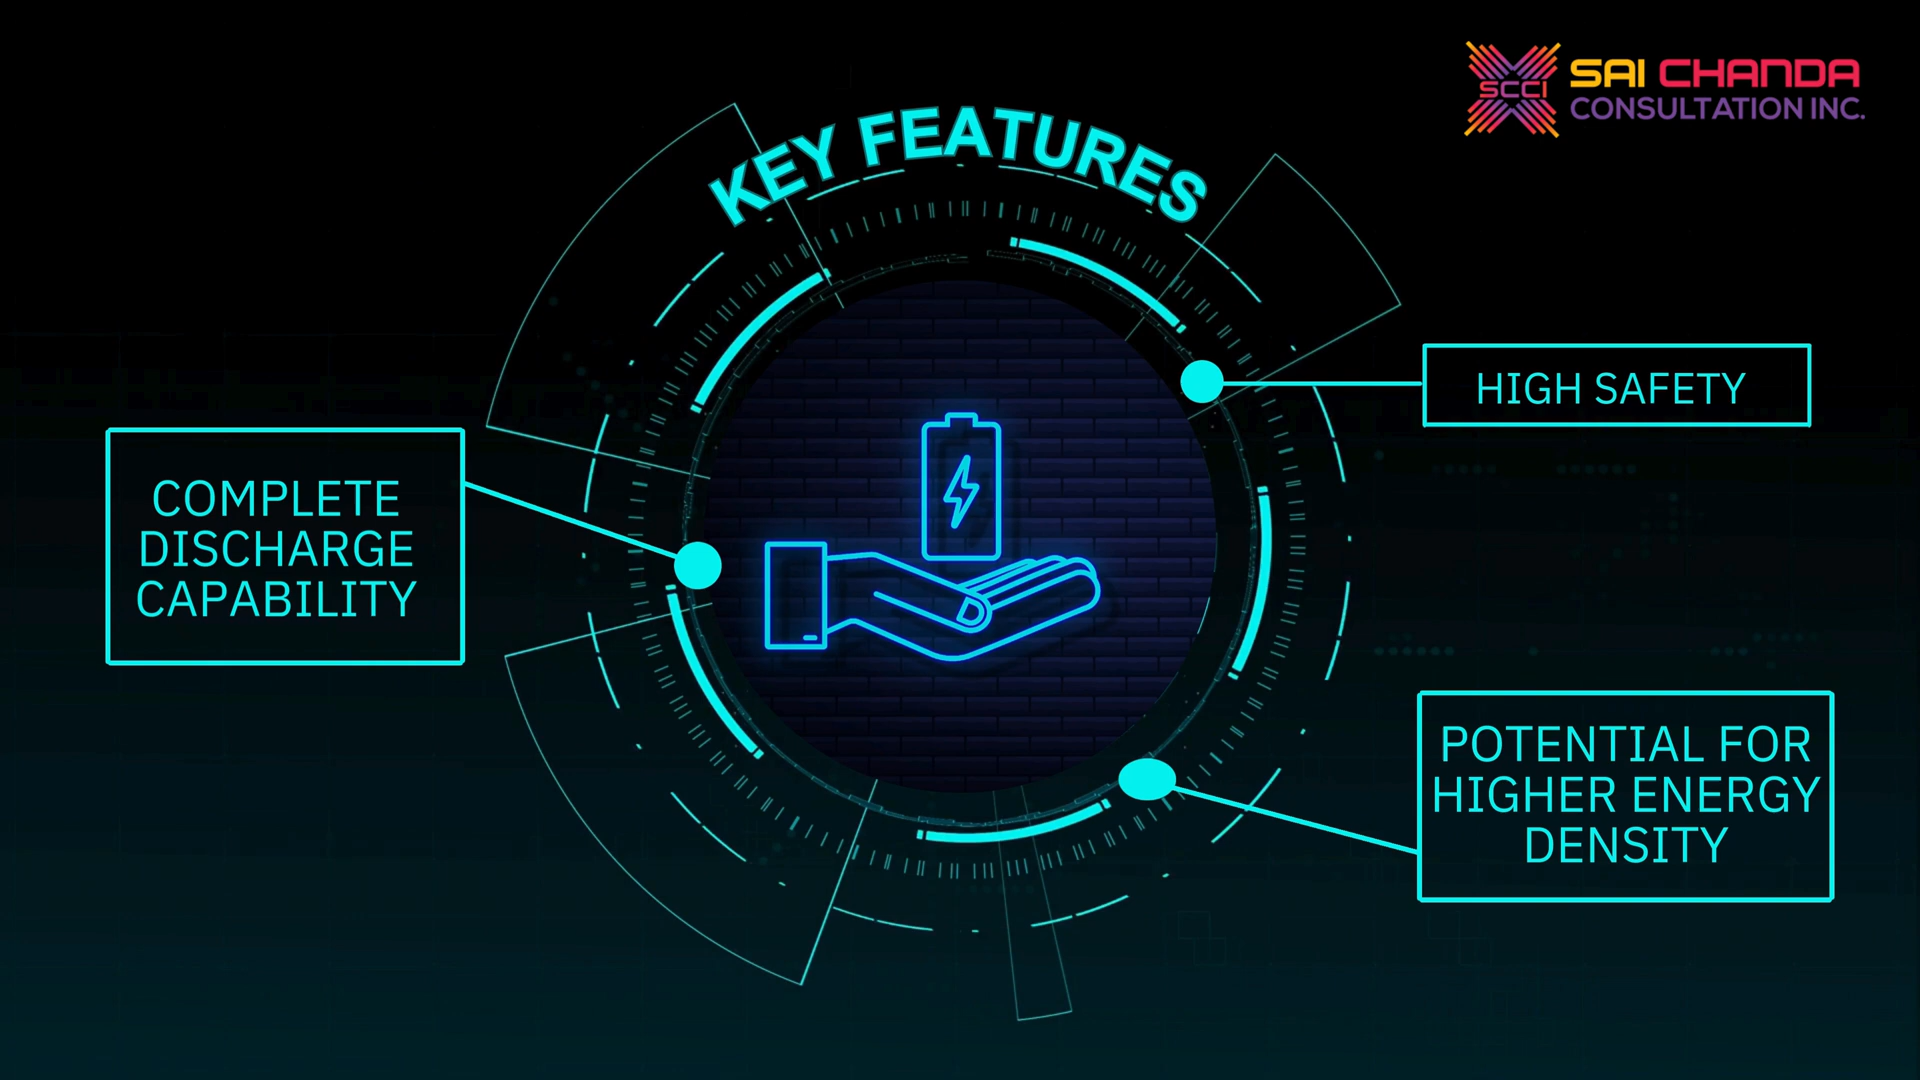 SCCI
SAI CHANDA
CONSULTATION INC.
KEY FEATURES
HIGH SAFETY
COMPLETE
DISCHARGE
CAPABILITY
POTENTIAL FOR
HIGHER ENERGY
DENSITY